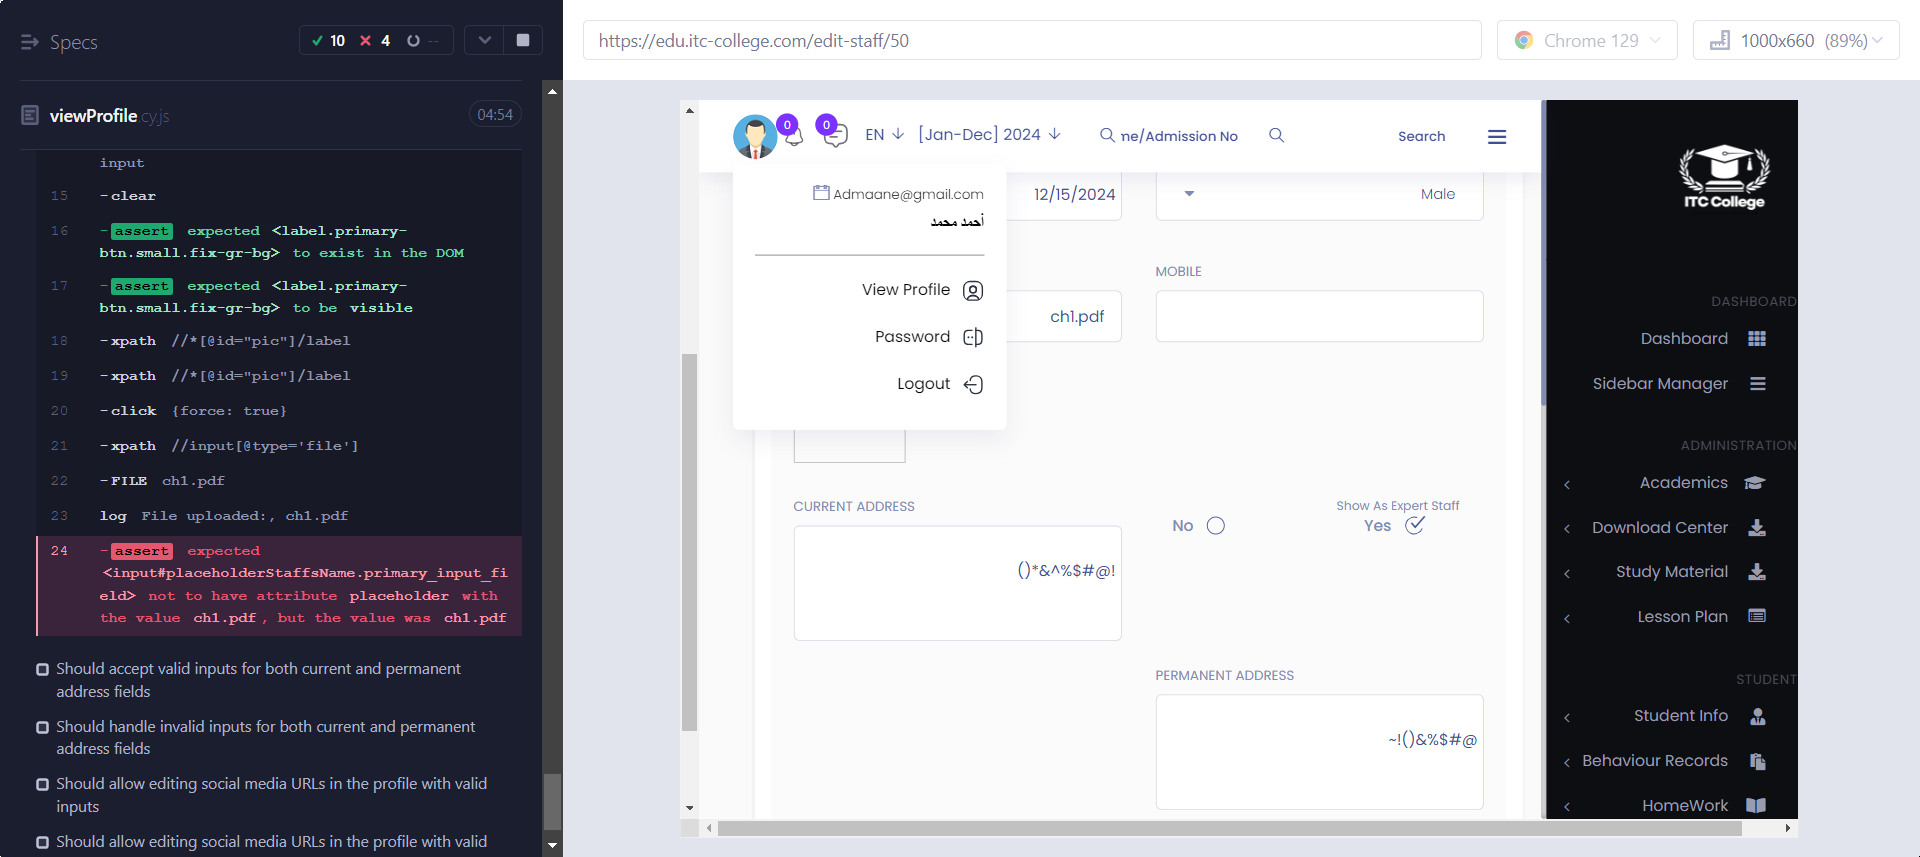 Specs
10
4
--
https://edu.itc-college.com/edit-staff/50
Chrome 129
1000x660 (89%)
viewProfile cy.js
04:54
input
15 -clear
16 -assert expected <label.primary-
btn.small.fix-gr-bg> to exist in the DOM
17 -assert expected <label.primary-
btn.small.fix-gr-bg> to be visible
18 -xpath //*[@id="pic"]/label
19 -xpath //*[@id="pic"]/label
20 -click {force: true}
21 -xpath //input[@type='file']
22 -FILE ch1.pdf
23 log File uploaded:, ch1.pdf
24 -assert expected
<input#placeholderStaffsName.primary_input_fi
eld> not to have attribute placeholder with
the value ch1.pdf, but the value was ch1.pdf
Should accept valid inputs for both current and permanent
address fields
Should handle invalid inputs for both current and permanent
address fields
Should allow editing social media URLs in the profile with valid
inputs
Should allow editing social media URLs in the profile with valid
0
0
EN
[Jan-Dec] 2024
me/Admission No
Search
Admaane@gmail.com
أحمد محمد
View Profile
Password
Logout
12/15/2024
Male
MOBILE
ch1.pdf
CURRENT ADDRESS
()*&^%$#@!
No
Show As Expert Staff
Yes
PERMANENT ADDRESS
~!()&%$#@
ITC College
DASHBOARD
Dashboard
Sidebar Manager
ADMINISTRATION
Academics
Download Center
Study Material
Lesson Plan
STUDENT
Student Info
Behaviour Records
HomeWork